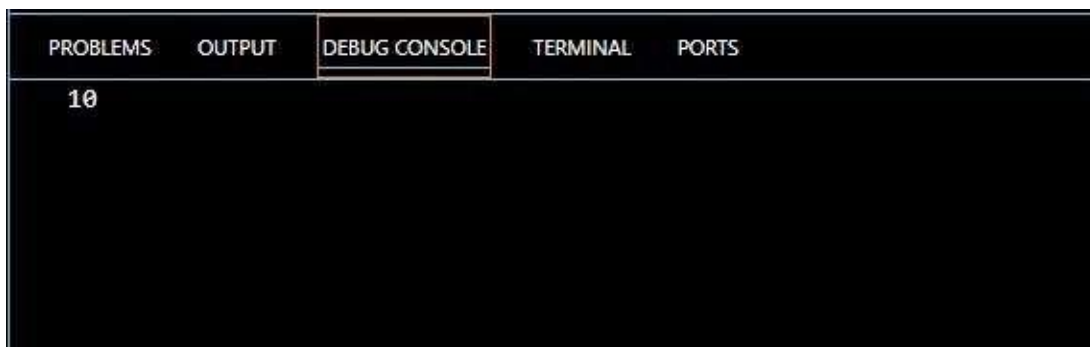 PROBLEMS OUTPUT DEBUG CONSOLE TERMINAL PORTS
10